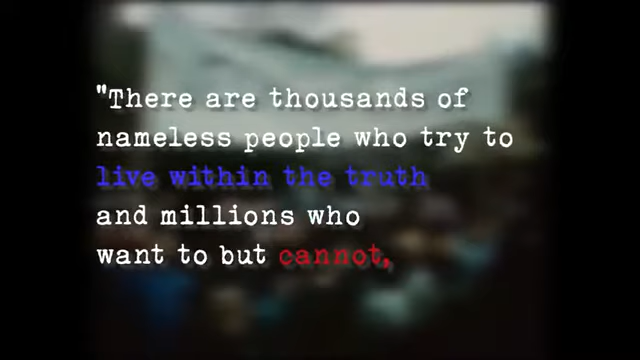 "There are thousands of
nameless people who try to
live within the truth
and millions who
want to but cannot,